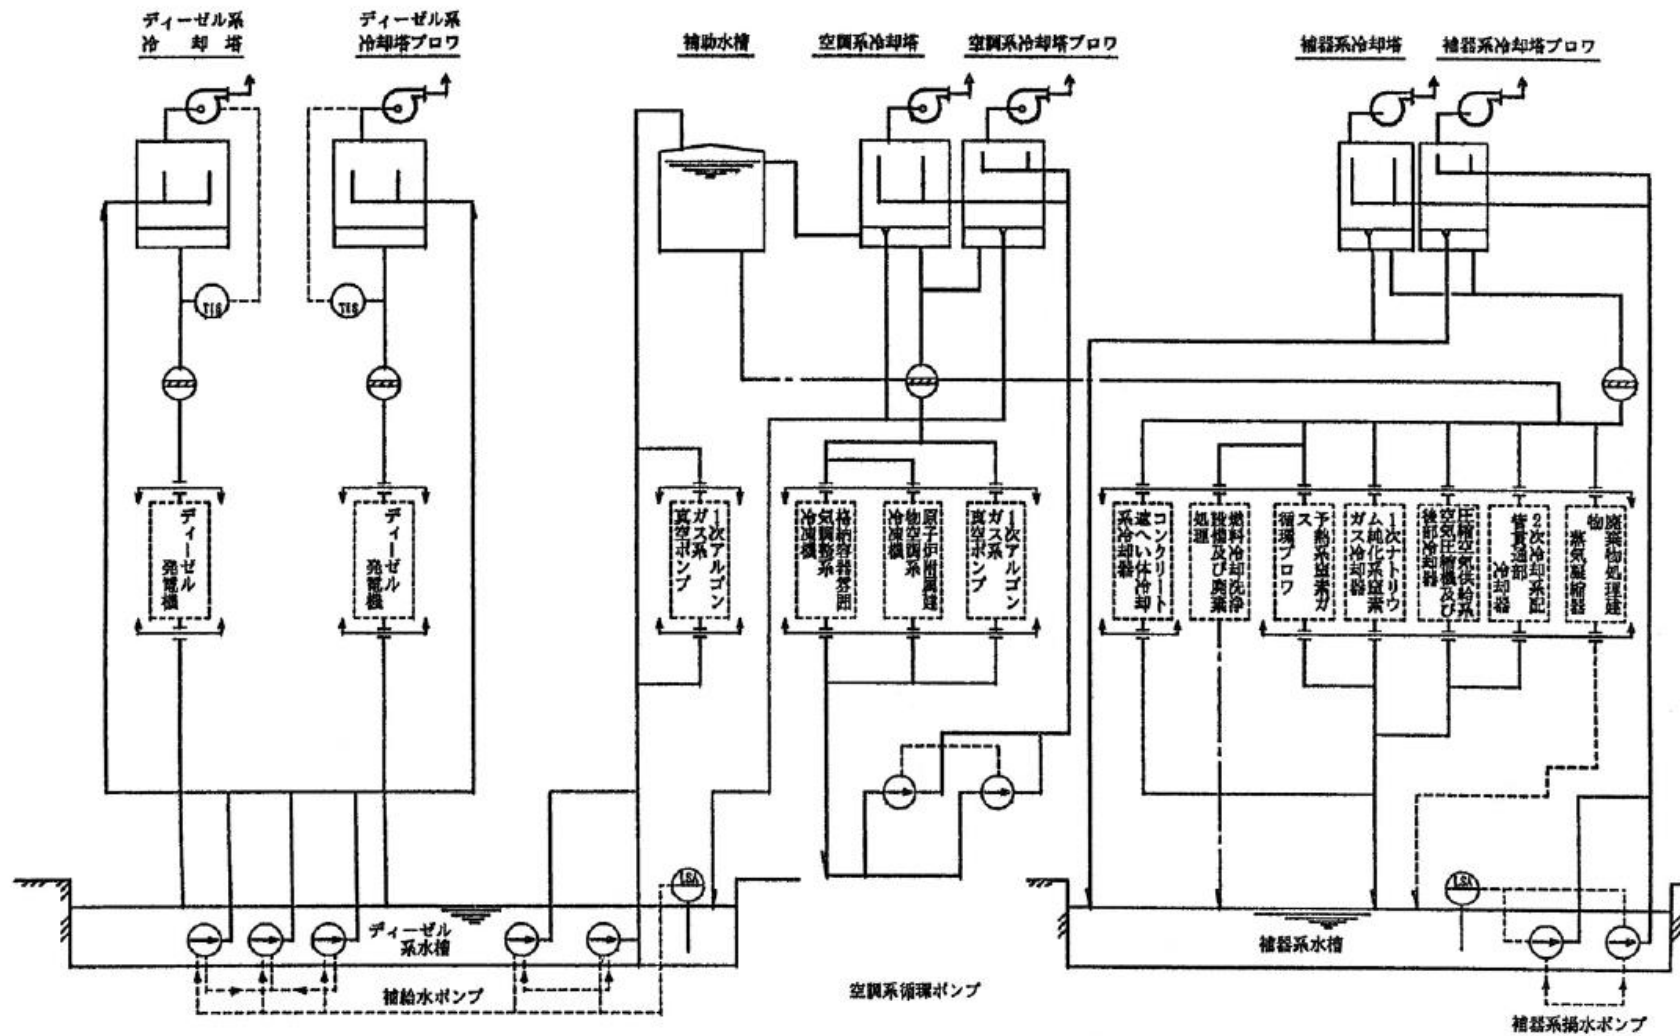 ディーゼル系
冷却塔
ディーゼル系
冷却塔ブロワ
補助水槽
空調系冷却塔
空調系冷却塔ブロワ
補器系冷却塔
補器系冷却塔ブロワ
ディーゼル
発電機
ディーゼル
発電機
1次アルゴン
ガス系
真空ポンプ
格納容器雰囲
気調整系
冷凍機
原子炉附属建
物空調系
冷凍機
1次アルゴン
ガス系
真空ポンプ
コンクリート
遮へい体冷却
系冷却器
燃料冷却洗浄
設備及び廃棄
処理
予熱系窒素ガ
ス
循環ブロワ
1次ナトリウ
ム純化系窒素
ガス冷却器
圧縮空気供給系
空気圧縮機及び
後部冷却器
2次冷却系配
管貫通部
冷却器
廃棄物処理建
物
蒸気凝縮器
ディーゼル
系水槽
補器系水槽
補給水ポンプ
空調系循環ポンプ
補器系揚水ポンプ